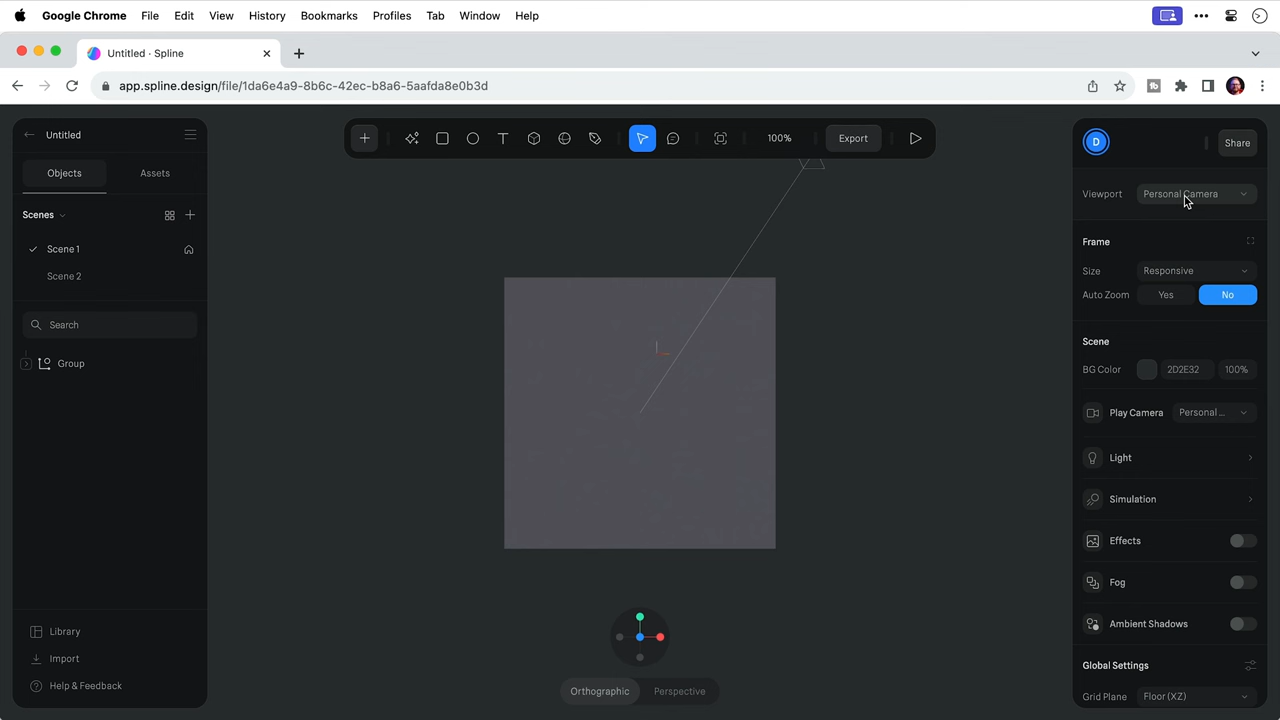 Google Chrome File Edit View History Bookmarks Profiles Tab Window Help
Untitled · Spline
app.spline.design/file/1da6e4a9-8b6c-42ec-b8a6-5aafda8e0b3d
Untitled
Objects Assets
Scenes
Scene 1
Scene 2
Search
Group
Library
Import
Help & Feedback
T 100% Export
Orthographic Perspective
D Share
Viewport Personal Camera
Frame
Size Responsive
Auto Zoom Yes No
Scene
BG Color 2D2E32 100%
Play Camera Personal ...
Light
Simulation
Effects
Fog
Ambient Shadows
Global Settings
Grid Plane Floor (XZ)